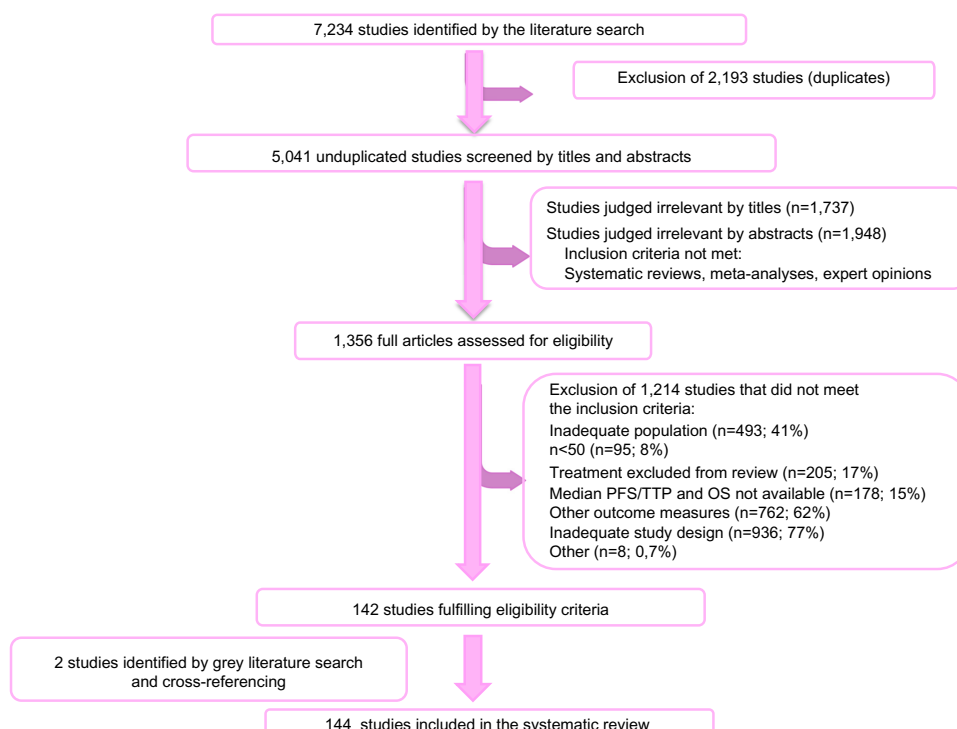 7,234 studies identified by the literature search
Exclusion of 2,193 studies (duplicates)
5,041 unduplicated studies screened by titles and abstracts
Studies judged irrelevant by titles (n=1,737)
Studies judged irrelevant by abstracts (n=1,948)
Inclusion criteria not met:
Systematic reviews, meta-analyses, expert opinions
1,356 full articles assessed for eligibility
Exclusion of 1,214 studies that did not meet
the inclusion criteria:
Inadequate population (n=493; 41%)
n<50 (n=95; 8%)
Treatment excluded from review (n=205; 17%)
Median PFS/TTP and OS not available (n=178; 15%)
Other outcome measures (n=762; 62%)
Inadequate study design (n=936; 77%)
Other (n=8; 0,7%)
142 studies fulfilling eligibility criteria
2 studies identified by grey literature search
and cross-referencing
144 studies included in the systematic review